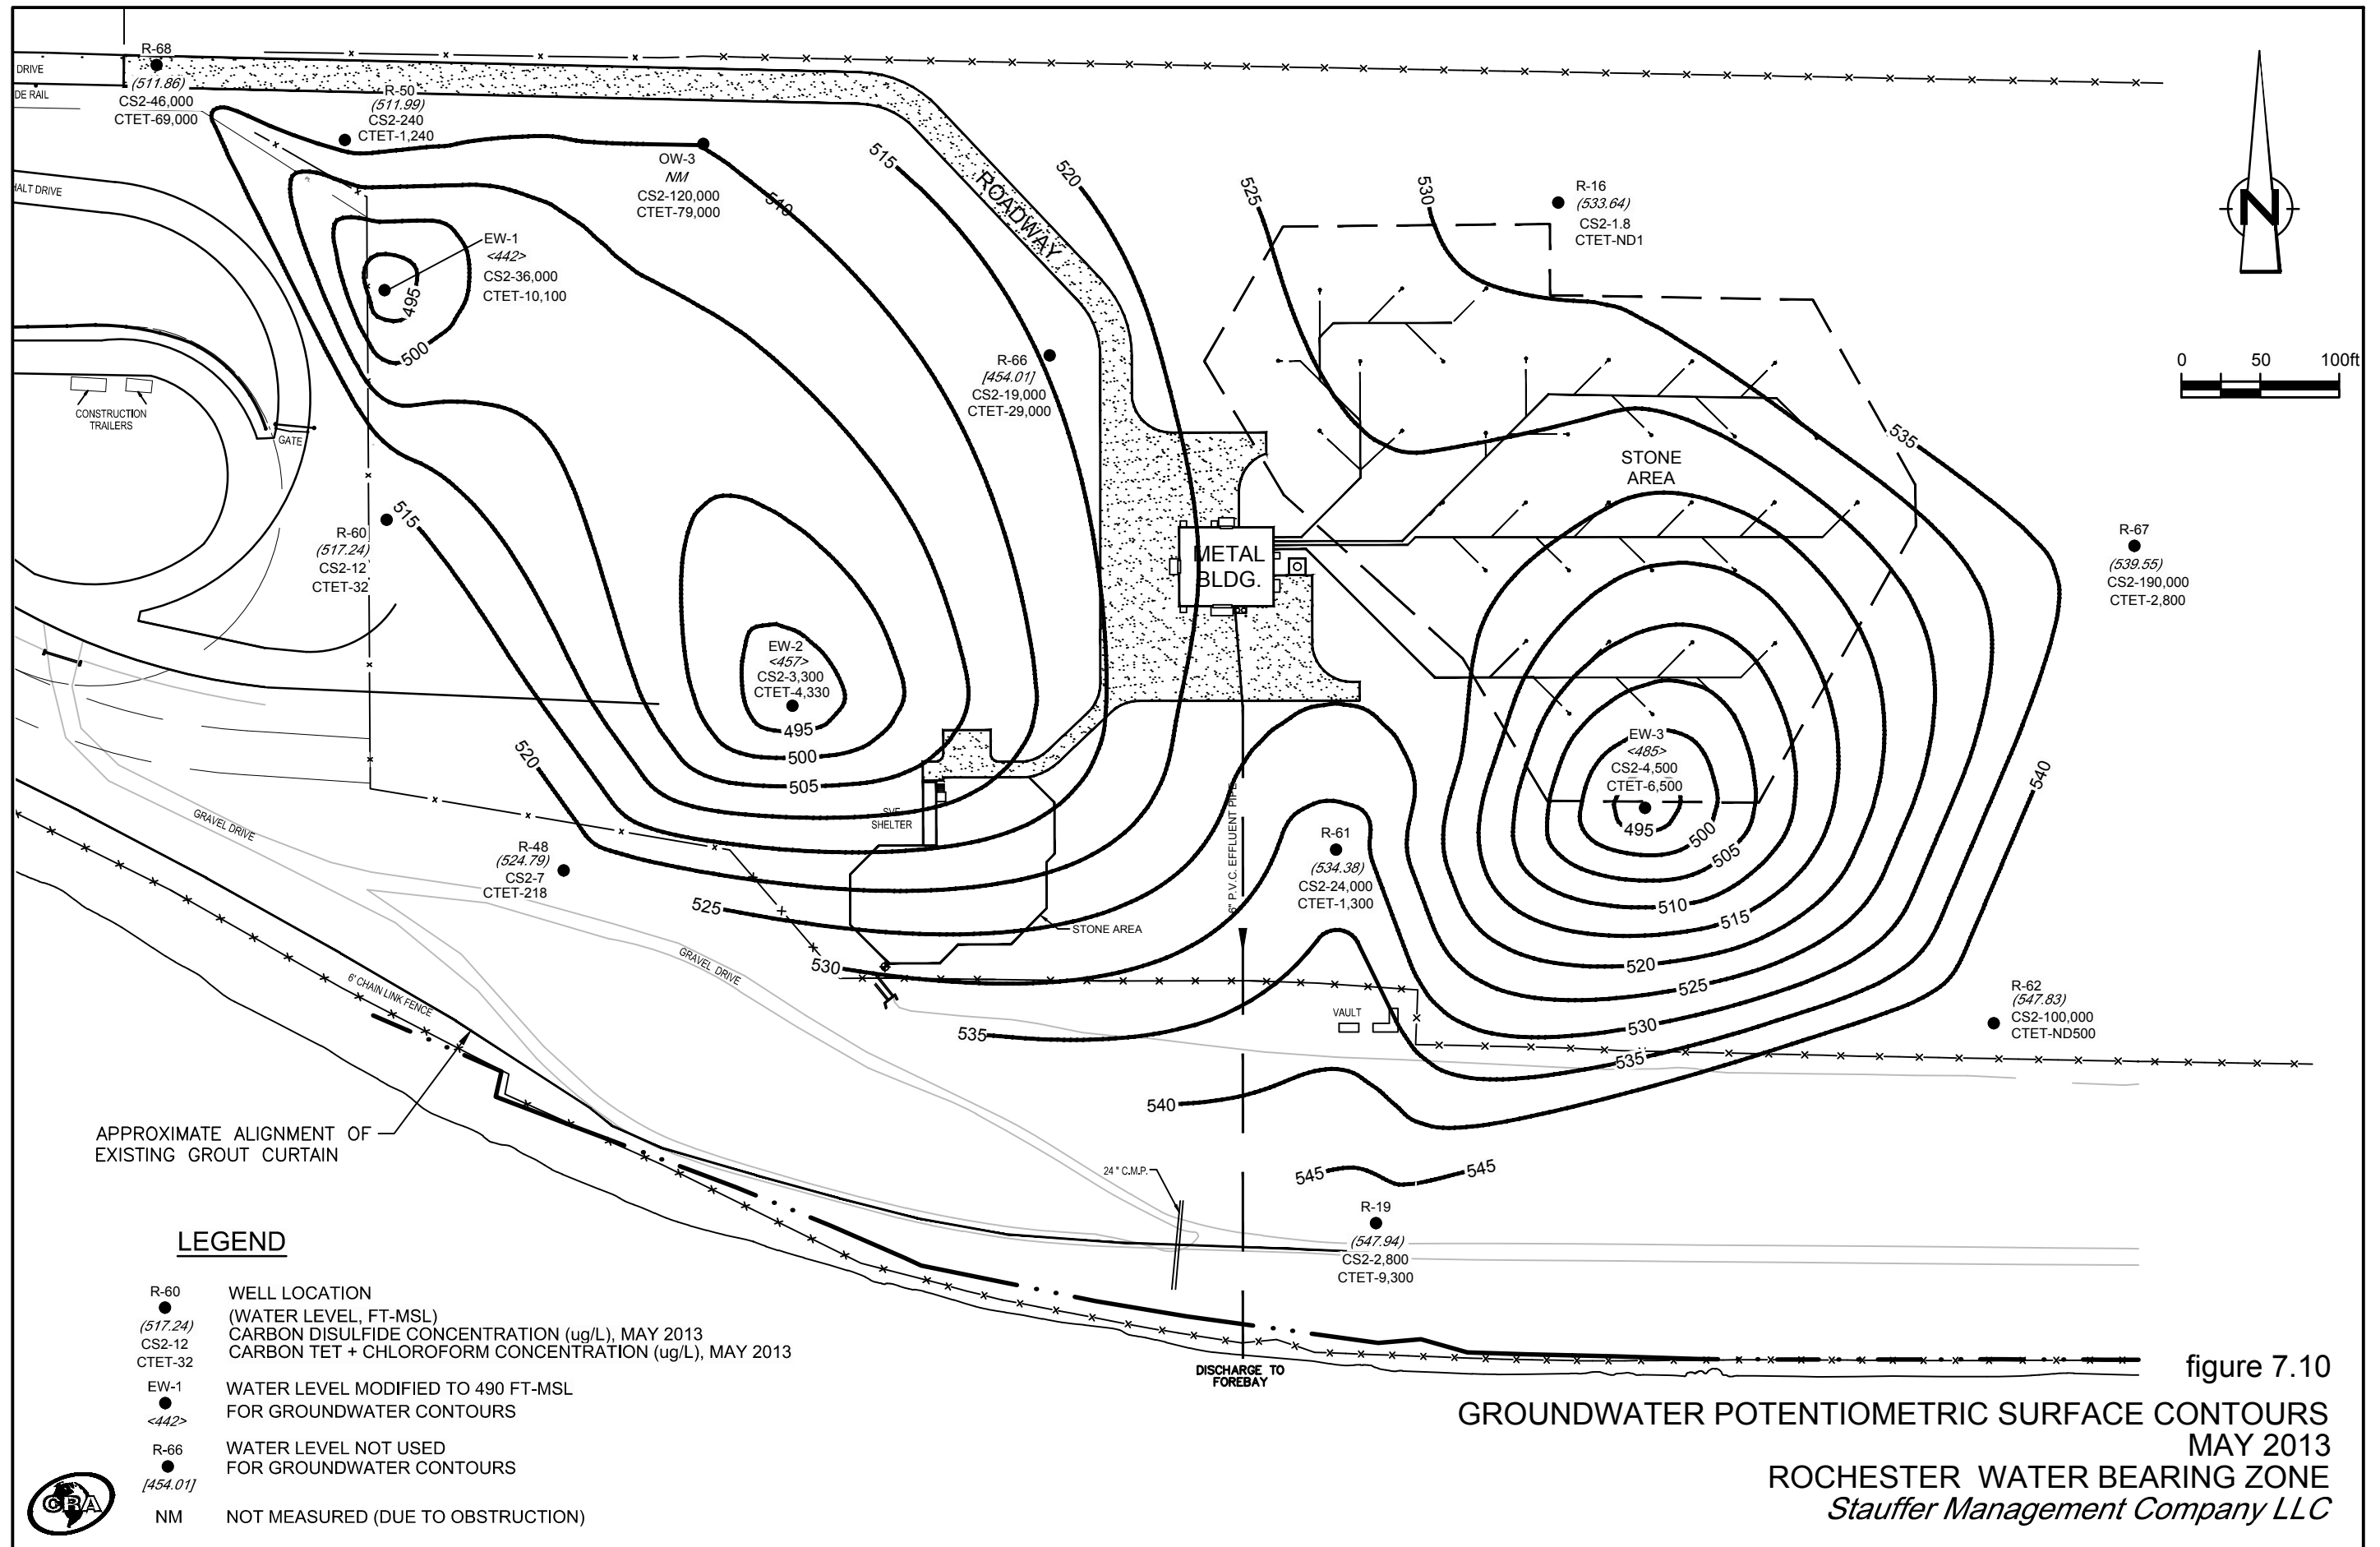 R-68
(511.86)
CS2-46,000
CTET-69,000
DRIVE
DE RAIL
R-50
(511.99)
CS2-240
CTET-1,240
OW-3
NM
CS2-120,000
CTET-79,000
510
515
ROADWAY
520
525
530
R-16
(533.64)
CS2-1.8
CTET-ND1
N
0 50 100ft
HALT DRIVE
EW-1
<442>
CS2-36,000
CTET-10,100
495
500
R-66
[454.01]
CS2-19,000
CTET-29,000
CONSTRUCTION
TRAILERS
GATE
STONE
AREA
535
R-60
(517.24)
CS2-12
CTET-32
515
METAL
BLDG.
R-67
(539.55)
CS2-190,000
CTET-2,800
EW-2
<457>
CS2-3,300
CTET-4,330
495
500
505
520
EW-3
<485>
CS2-4,500
CTET-6,500
495
500
505
510
515
520
525
530
535
540
GRAVEL DRIVE
SVE
SHELTER
6" P.V.C. EFFLUENT PIPE
R-61
(534.38)
CS2-24,000
CTET-1,300
R-48
(524.79)
CS2-7
CTET-218
525
STONE AREA
530
GRAVEL DRIVE
6' CHAIN LINK FENCE
535
VAULT
R-62
(547.83)
CS2-100,000
CTET-ND500
540
APPROXIMATE ALIGNMENT OF
EXISTING GROUT CURTAIN
24" C.M.P.
545
545
R-19
(547.94)
CS2-2,800
CTET-9,300
DISCHARGE TO
FOREBAY
LEGEND
R-60 WELL LOCATION
(517.24) (WATER LEVEL, FT-MSL)
CS2-12 CARBON DISULFIDE CONCENTRATION (ug/L), MAY 2013
CTET-32 CARBON TET + CHLOROFORM CONCENTRATION (ug/L), MAY 2013
EW-1 WATER LEVEL MODIFIED TO 490 FT-MSL
<442> FOR GROUNDWATER CONTOURS
R-66 WATER LEVEL NOT USED
[454.01] FOR GROUNDWATER CONTOURS
NM NOT MEASURED (DUE TO OBSTRUCTION)
CRA
figure 7.10
GROUNDWATER POTENTIOMETRIC SURFACE CONTOURS
MAY 2013
ROCHESTER WATER BEARING ZONE
Stauffer Management Company LLC